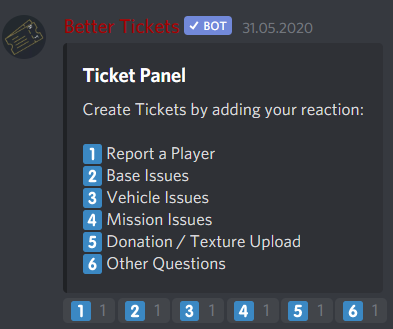 Better Tickets ✔ BOT 31.05.2020
Ticket Panel
Create Tickets by adding your reaction:
1 Report a Player
2 Base Issues
3 Vehicle Issues
4 Mission Issues
5 Donation / Texture Upload
6 Other Questions
1 1 2 1 3 1 4 1 5 1 6 1